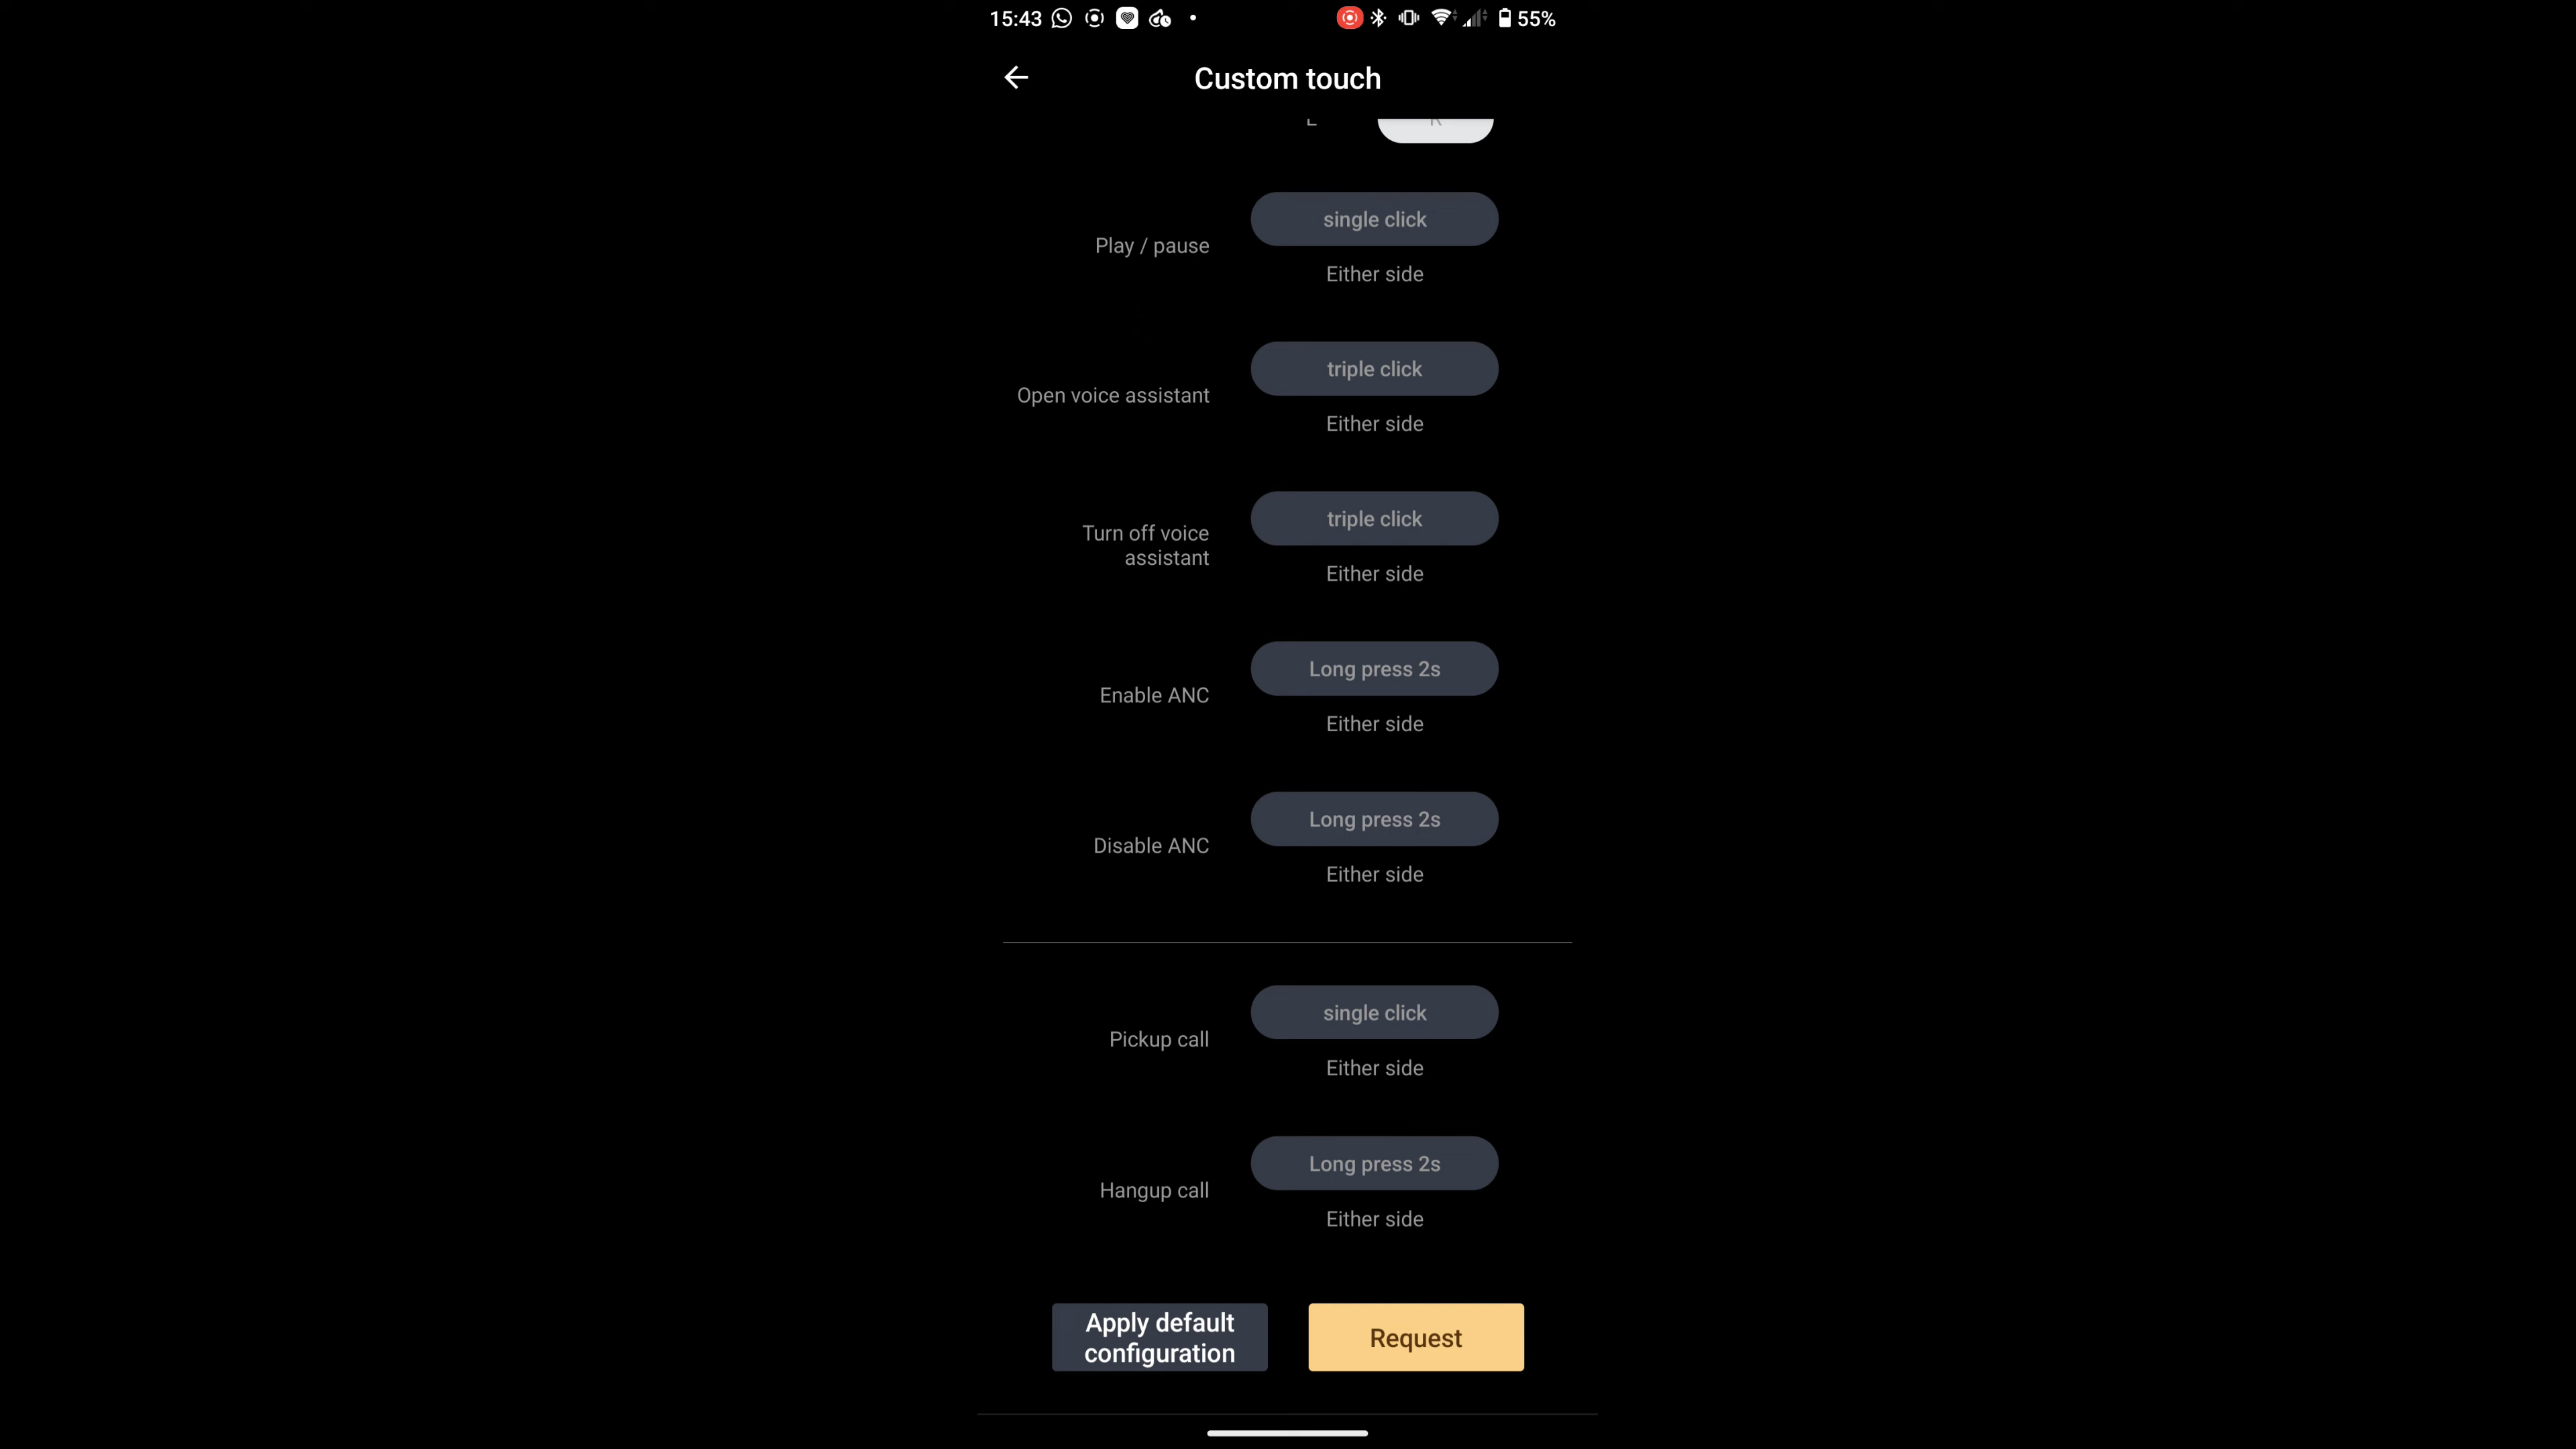 15:43
55%
Custom touch
L R
Play / pause
single click
Either side
Open voice assistant
triple click
Either side
Turn off voice
assistant
triple click
Either side
Enable ANC
Long press 2s
Either side
Disable ANC
Long press 2s
Either side
Pickup call
single click
Either side
Hangup call
Long press 2s
Either side
Apply default
configuration
Request